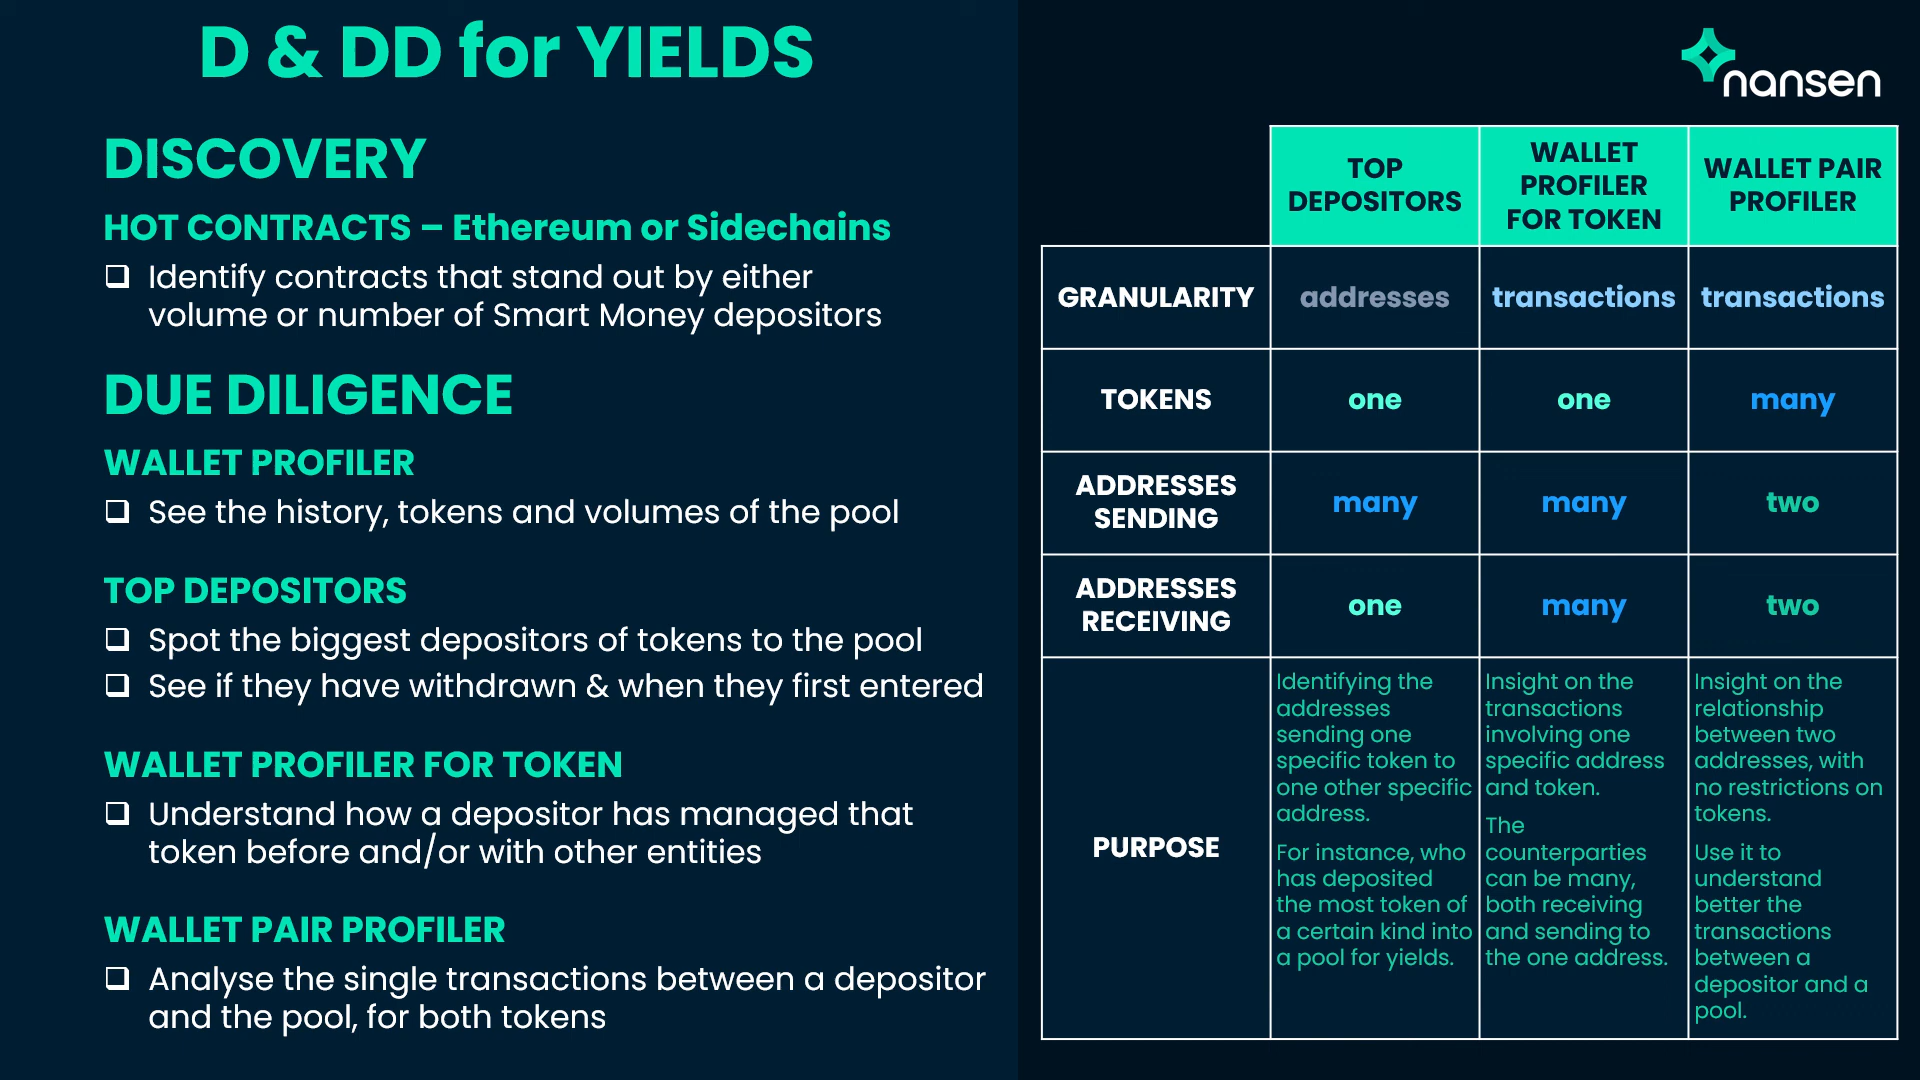 D & DD for YIELDS
DISCOVERY
HOT CONTRACTS – Ethereum or Sidechains
❑ Identify contracts that stand out by either
volume or number of Smart Money depositors
DUE DILIGENCE
WALLET PROFILER
❑ See the history, tokens and volumes of the pool
TOP DEPOSITORS
❑ Spot the biggest depositors of tokens to the pool
❑ See if they have withdrawn & when they first entered
WALLET PROFILER FOR TOKEN
❑ Understand how a depositor has managed that
token before and/or with other entities
WALLET PAIR PROFILER
❑ Analyse the single transactions between a depositor
and the pool, for both tokens
nansen
TOP
DEPOSITORS
WALLET
PROFILER
FOR TOKEN
WALLET PAIR
PROFILER
GRANULARITY
addresses
transactions
transactions
TOKENS
one
one
many
ADDRESSES
SENDING
many
many
two
ADDRESSES
RECEIVING
one
many
two
PURPOSE
Identifying the
addresses
sending one
specific token to
one other specific
address.
For instance, who
has deposited
the most token of
a certain kind into
a pool for yields.
Insight on the
transactions
involving one
specific address
and token.
The
counterparties
can be many,
both receiving
and sending to
the one address.
Insight on the
relationship
between two
addresses, with
no restrictions on
tokens.
Use it to
understand
better the
transactions
between a
depositor and a
pool.